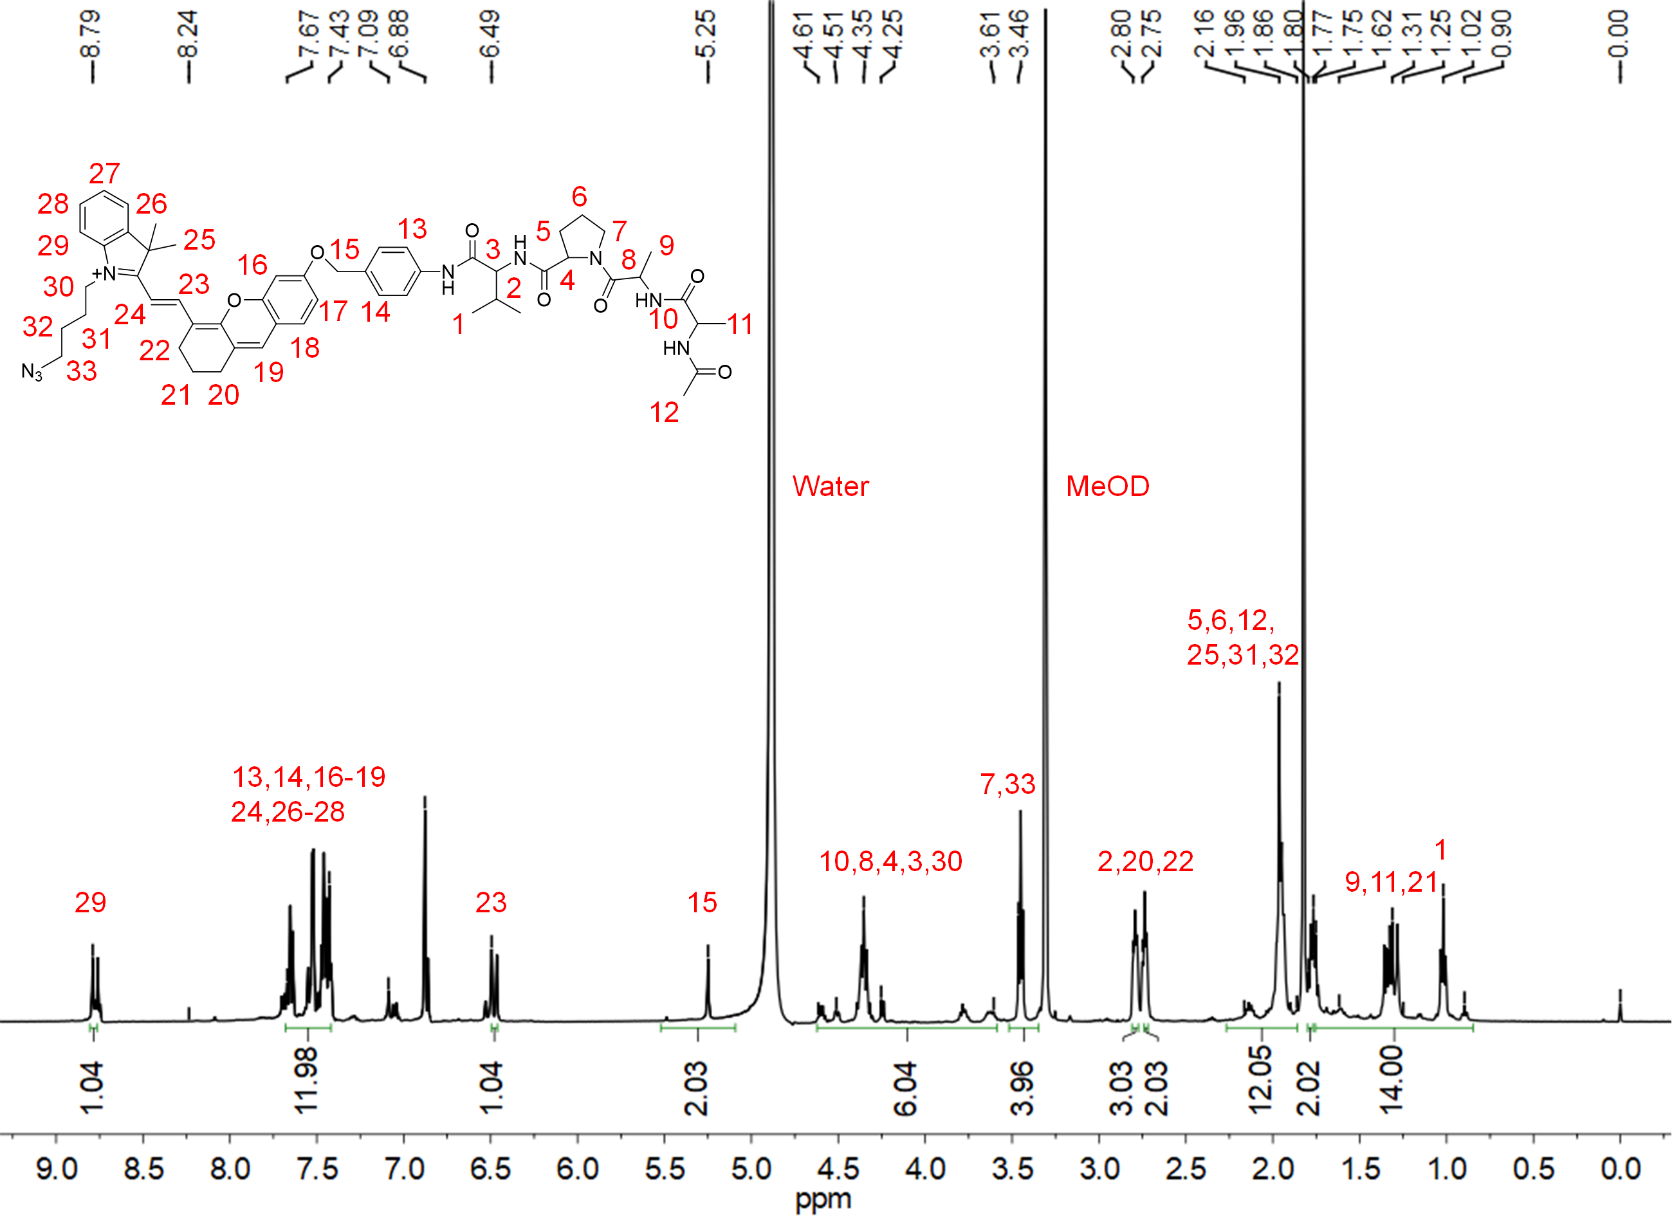 8.79 8.24 7.67 7.43 7.09 6.88 6.49 5.25 4.61 4.51 4.35 4.25 3.61 3.46 2.80 2.75 2.16 1.96 1.86 1.80 1.77 1.75 1.62 1.31 1.25 1.02 0.90 0.00
27
28 26
29 25
30 N+ 23
32 31 24
N3 33 22
21 20 19 18
16 O 15 13
O 17 14
N H
O 3 H N
1 2
O 4
5 6 7
N O 8 9
HN 10 O
11
HN
O
12
Water
MeOD
5,6,12,
25,31,32
13,14,16-19
24,26-28
7,33
10,8,4,3,30
2,20,22
1
9,11,21
29
23
15
1.04 11.98 1.04 2.03 6.04 3.96 3.03 2.03 12.05 2.02 14.00
9.0 8.5 8.0 7.5 7.0 6.5 6.0 5.5 5.0 4.5 4.0 3.5 3.0 2.5 2.0 1.5 1.0 0.5 0.0
ppm